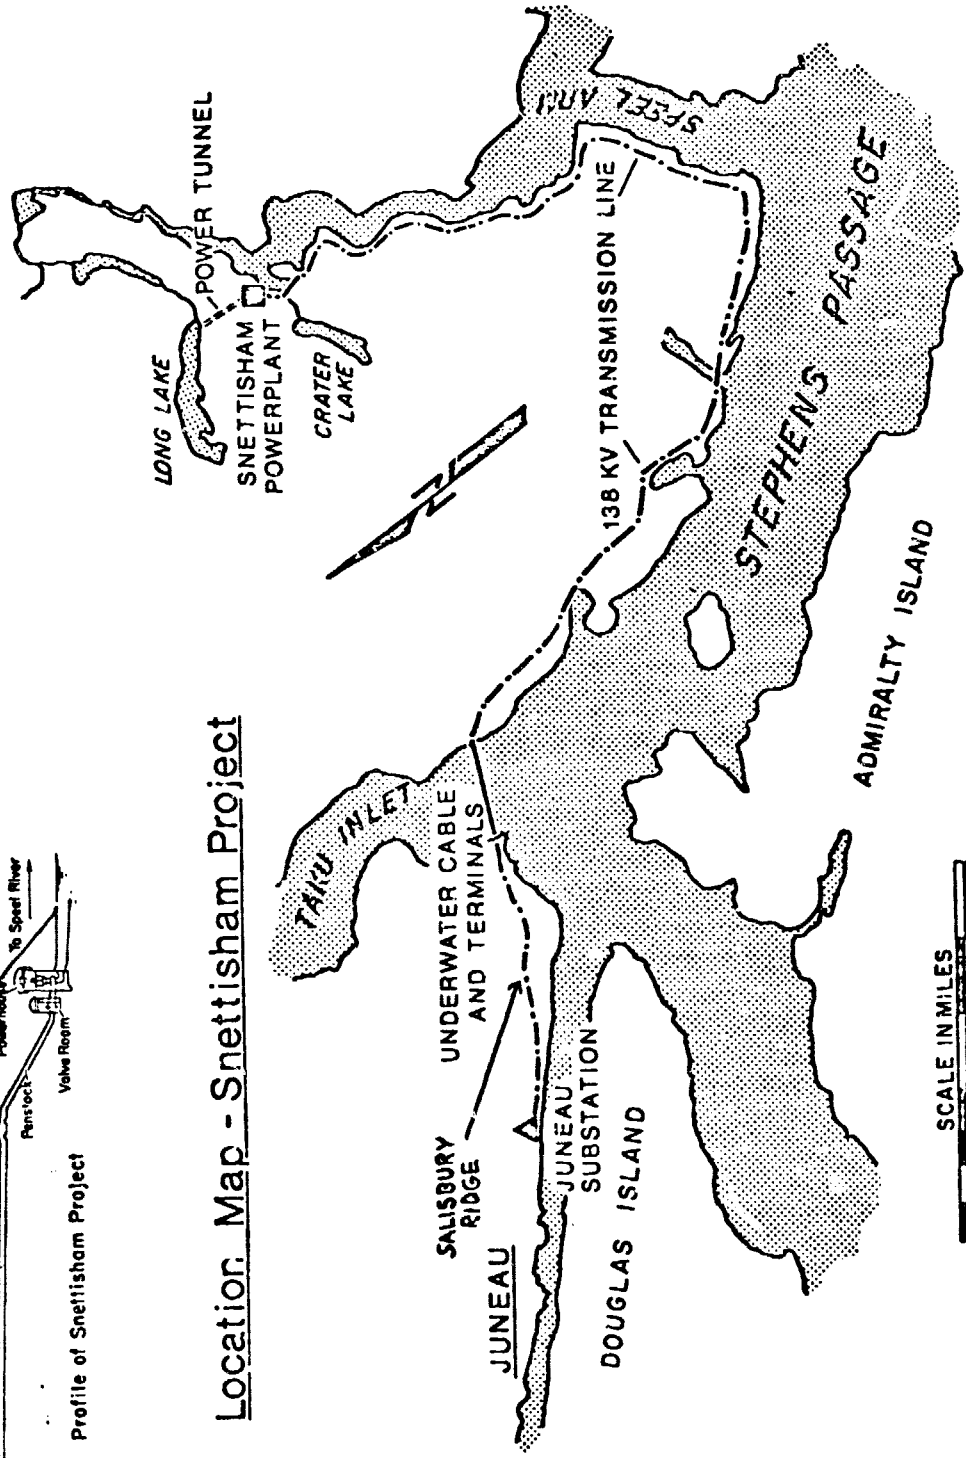 To Speel River
Penstock
Valve Room
Profile of Snettisham Project
Location Map - Snettisham Project
LONG LAKE
POWER TUNNEL
SNETTISHAM
POWERPLANT
CRATER
LAKE
SPEEL ARM
138 KV TRANSMISSION LINE
TAKU INLET
UNDERWATER CABLE
AND TERMINALS
SALISBURY
RIDGE
JUNEAU
JUNEAU
SUBSTATION
DOUGLAS ISLAND
STEPHENS PASSAGE
ADMIRALTY ISLAND
SCALE IN MILES